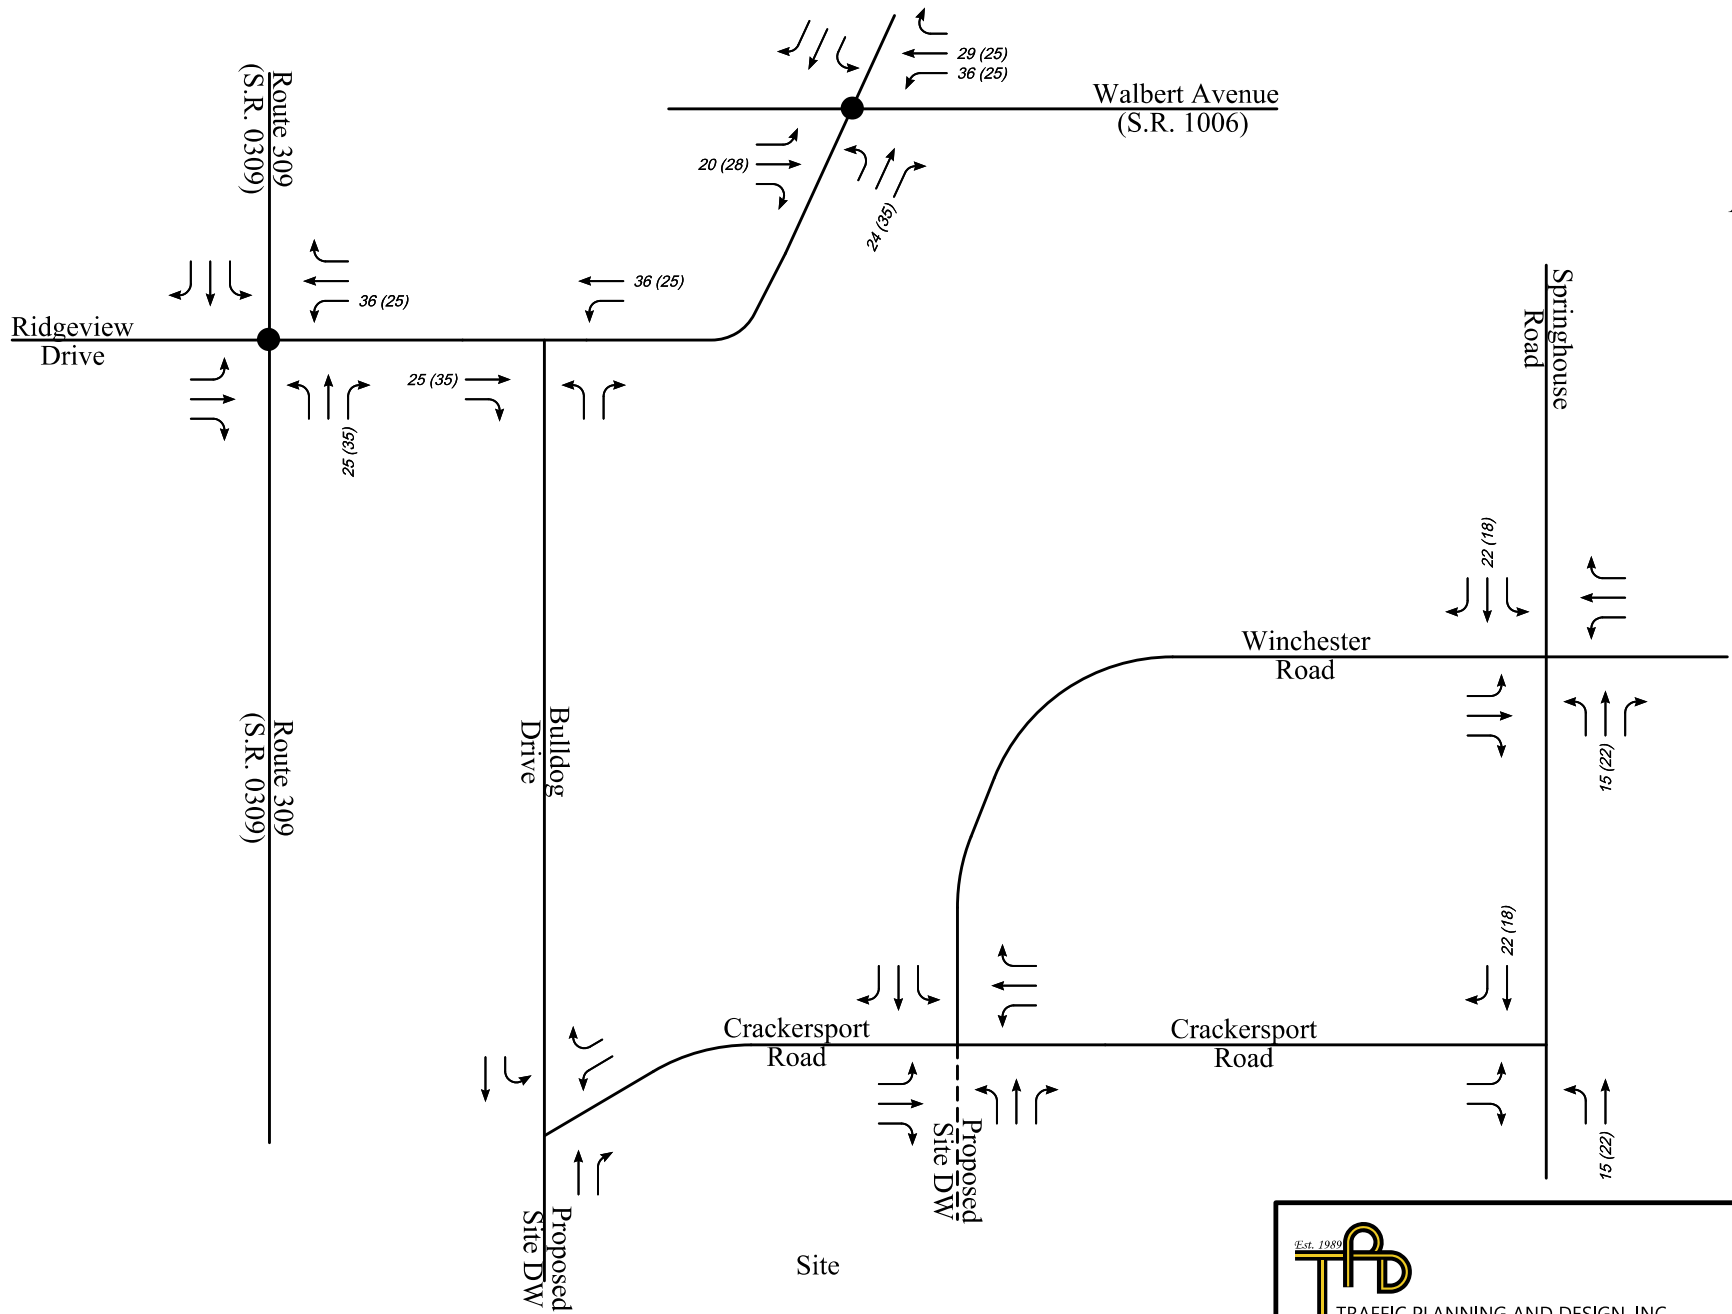 29 (25)
36 (25)
Walbert Avenue
(S.R. 1006)
Route 309
(S.R. 0309)
20 (28)
24 (35)
36 (25)
36 (25)
Ridgeview
Drive
25 (35)
25 (35)
Springhouse
Road
22 (18)
Winchester
Road
15 (22)
Route 309
(S.R. 0309)
Bulldog
Drive
22 (18)
Crackersport
Road
Crackersport
Road
15 (22)
Proposed
Site DW
Proposed
Site DW
Site
Est. 1989
TPD
TRAFFIC PLANNING AND DESIGN, INC.